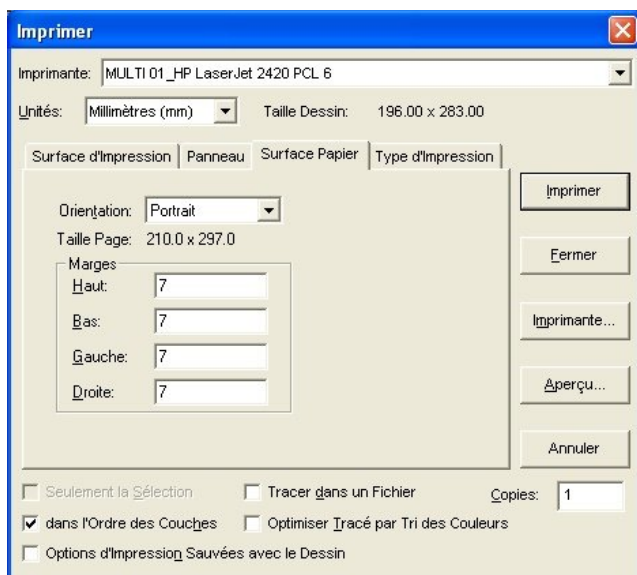 Imprimer
Imprimante: MULTI 01_HP LaserJet 2420 PCL 6
Unités: Millimètres (mm) Taille Dessin: 196.00 x 283.00
Surface d'Impression Panneau Surface Papier Type d'Impression
Orientation: Portrait
Taille Page: 210.0 x 297.0
Marges
Haut: 7
Bas: 7
Gauche: 7
Droite: 7
Imprimer
Fermer
Imprimante...
Aperçu...
Annuler
Seulement la Sélection Tracer dans un Fichier Copies: 1
dans l'Ordre des Couches Optimiser Tracé par Tri des Couleurs
Options d'Impression Sauvées avec le Dessin